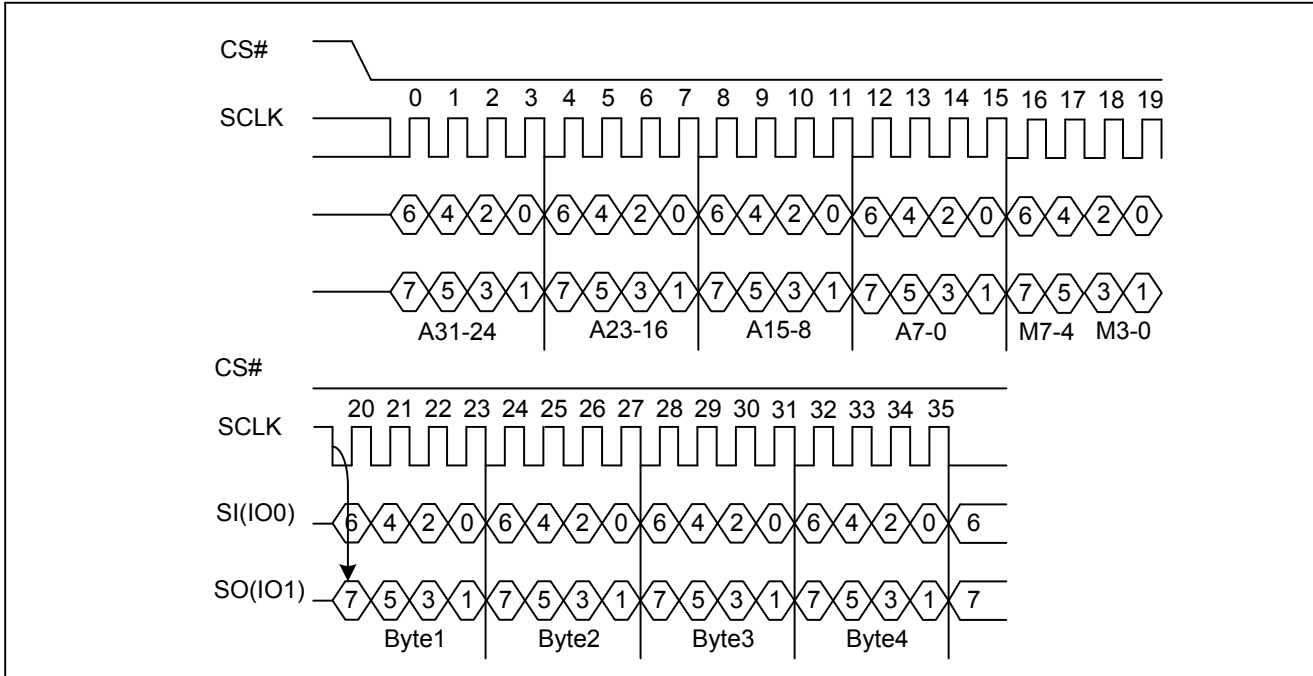 CS#
0 1 2 3 4 5 6 7 8 9 10 11 12 13 14 15 16 17 18 19
SCLK
6 4 2 0 6 4 2 0 6 4 2 0 6 4 2 0 6 4 2 0
7 5 3 1 7 5 3 1 7 5 3 1 7 5 3 1 7 5 3 1
A31-24 A23-16 A15-8 A7-0 M7-4 M3-0
CS#
20 21 22 23 24 25 26 27 28 29 30 31 32 33 34 35
SCLK
SI(IO0) 6 4 2 0 6 4 2 0 6 4 2 0 6 4 2 0 6
SO(IO1) 7 5 3 1 7 5 3 1 7 5 3 1 7 5 3 1 7
Byte1 Byte2 Byte3 Byte4